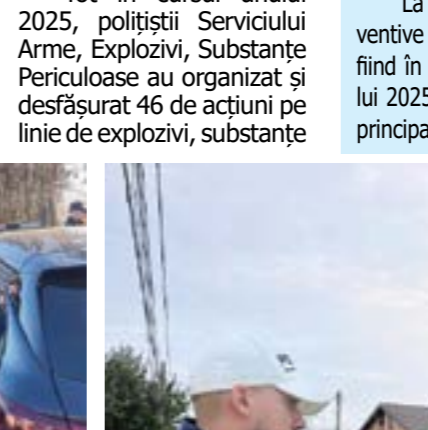 2025, polițiștii Serviciului
Arme, Explozivi, Substanțe
Periculoase au organizat și
desfășurat 46 de acțiuni pe
linie de explozivi, substanțe
La
ventive
fiind în
lui 2025
principa